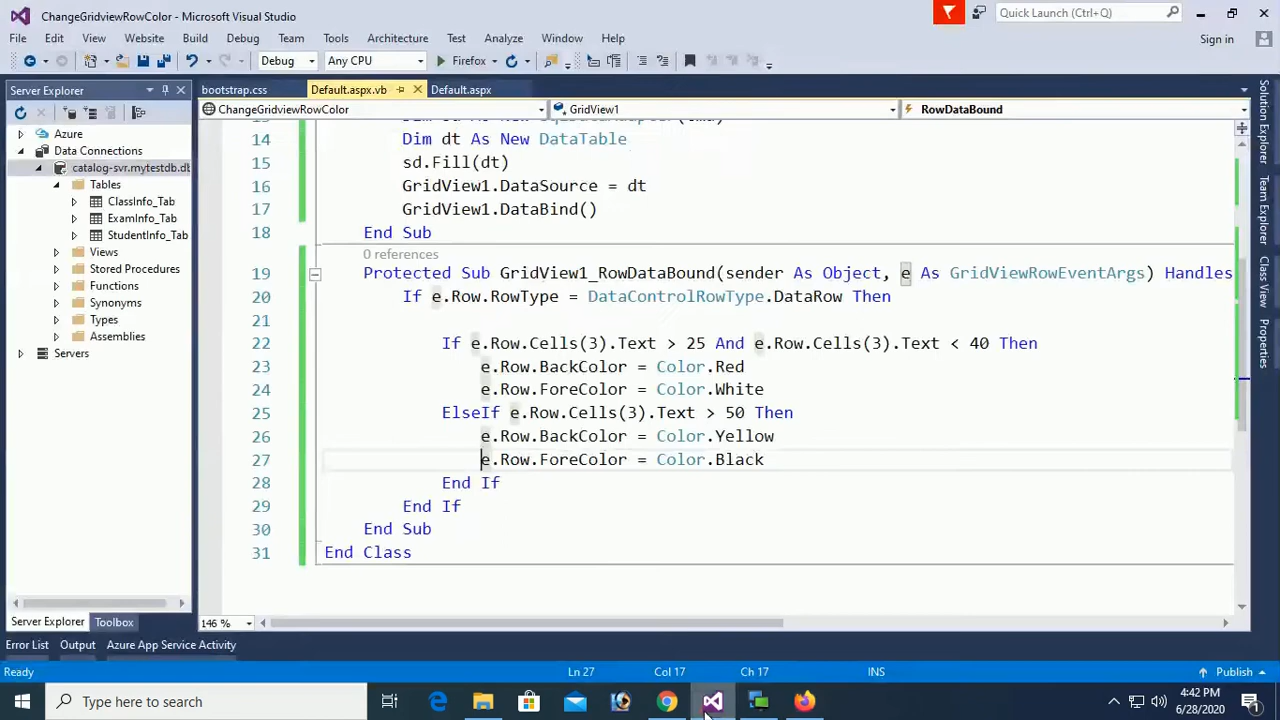 ChangeGridviewRowColor - Microsoft Visual Studio
Quick Launch (Ctrl+Q)
File Edit View Website Build Debug Team Tools Architecture Test Analyze Window Help
Sign in
Debug Any CPU Firefox
Server Explorer
bootstrap.css Default.aspx.vb Default.aspx
ChangeGridviewRowColor GridView1 RowDataBound
Azure
Data Connections
catalog-svr.mytestdb.db
Tables
ClassInfo_Tab
ExamInfo_Tab
StudentInfo_Tab
Views
Stored Procedures
Functions
Synonyms
Types
Assemblies
Servers
14 Dim dt As New DataTable
15 sd.Fill(dt)
16 GridView1.DataSource = dt
17 GridView1.DataBind()
18 End Sub
0 references
19 Protected Sub GridView1_RowDataBound(sender As Object, e As GridViewRowEventArgs) Handles
20 If e.Row.RowType = DataControlRowType.DataRow Then
21
22 If e.Row.Cells(3).Text > 25 And e.Row.Cells(3).Text < 40 Then
23 e.Row.BackColor = Color.Red
24 e.Row.ForeColor = Color.White
25 ElseIf e.Row.Cells(3).Text > 50 Then
26 e.Row.BackColor = Color.Yellow
27 e.Row.ForeColor = Color.Black
28 End If
29 End If
30 End Sub
31 End Class
Solution Explorer
Team Explorer
Class View
Properties
Server Explorer Toolbox
146 %
Error List Output Azure App Service Activity
Ready Ln 27 Col 17 Ch 17 INS Publish
Type here to search
4:42 PM
6/28/2020